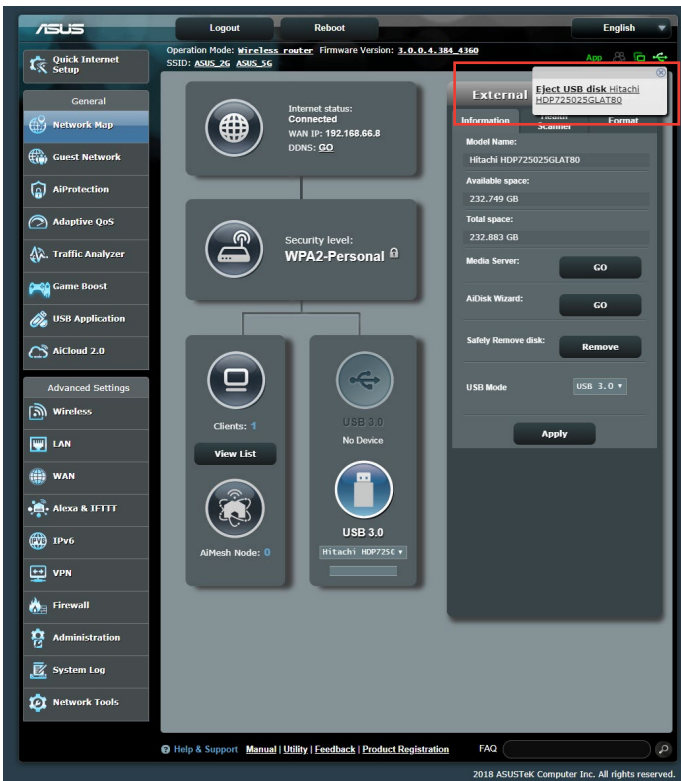 ASUS
Logout
Reboot
English
Quick Internet
Setup
Operation Mode: Wireless router Firmware Version: 3.0.0.4.384_4360
SSID: ASUS_2G ASUS_5G
App
General
Network Map
Guest Network
AiProtection
Adaptive QoS
Traffic Analyzer
Game Boost
USB Application
AiCloud 2.0
Advanced Settings
Wireless
LAN
WAN
Alexa & IFTTT
IPv6
VPN
Firewall
Administration
System Log
Network Tools
Internet status:
Connected
WAN IP: 192.168.66.8
DDNS: GO
Security level:
WPA2-Personal
Clients: 1
View List
AiMesh Node: 0
USB 3.0
No Device
USB 3.0
Hitachi HDP725C
External
Eject USB disk Hitachi
HDP725025GLAT80
Information
Health
Scanner
Format
Model Name:
Hitachi HDP725025GLAT80
Available space:
232.749 GB
Total space:
232.883 GB
Media Server:
GO
AiDisk Wizard:
GO
Safely Remove disk:
Remove
USB Mode
USB 3.0
Apply
Help & Support Manual | Utility | Feedback | Product Registration
FAQ
2018 ASUSTeK Computer Inc. All rights reserved.